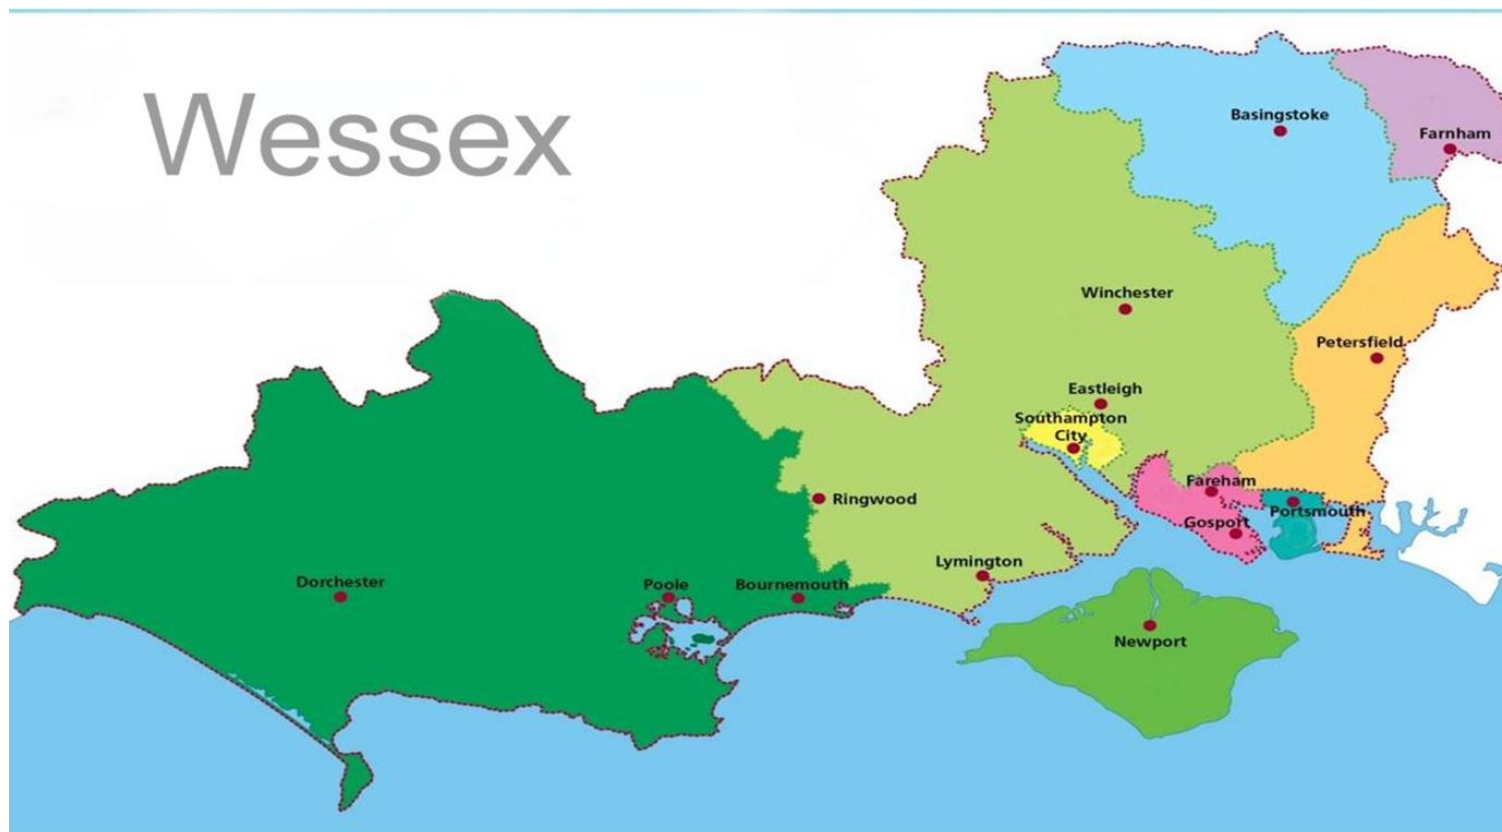 Wessex
Basingstoke
Farnham
Winchester
Petersfield
Eastleigh
Southampton
City
Fareham
Ringwood
Portsmouth
Gosport
Lymington
Dorchester
Poole
Bournemouth
Newport